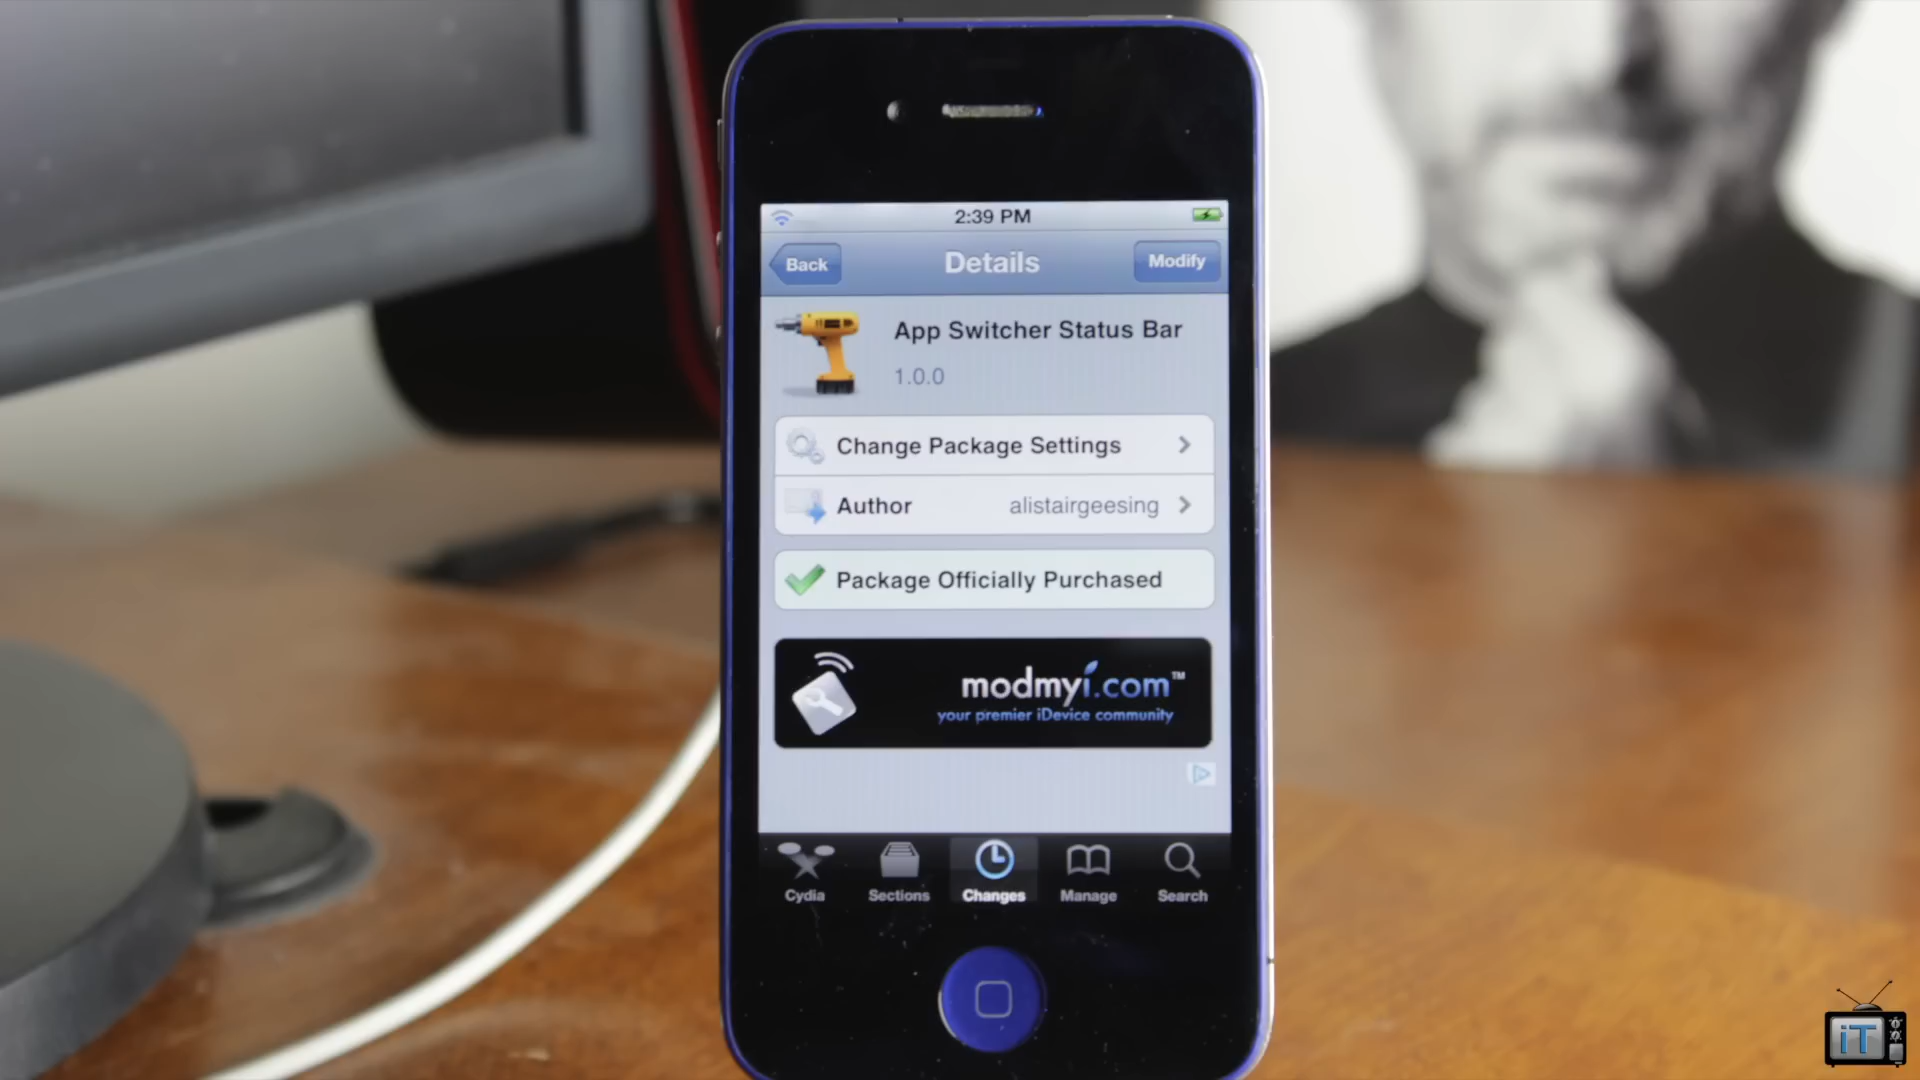 2:39 PM
Back
Details
Modify
App Switcher Status Bar
1.0.0
Change Package Settings
Author alistairgeesing
Package Officially Purchased
modmyi.com™
your premier iDevice community
Cydia
Sections
Changes
Manage
Search
iT